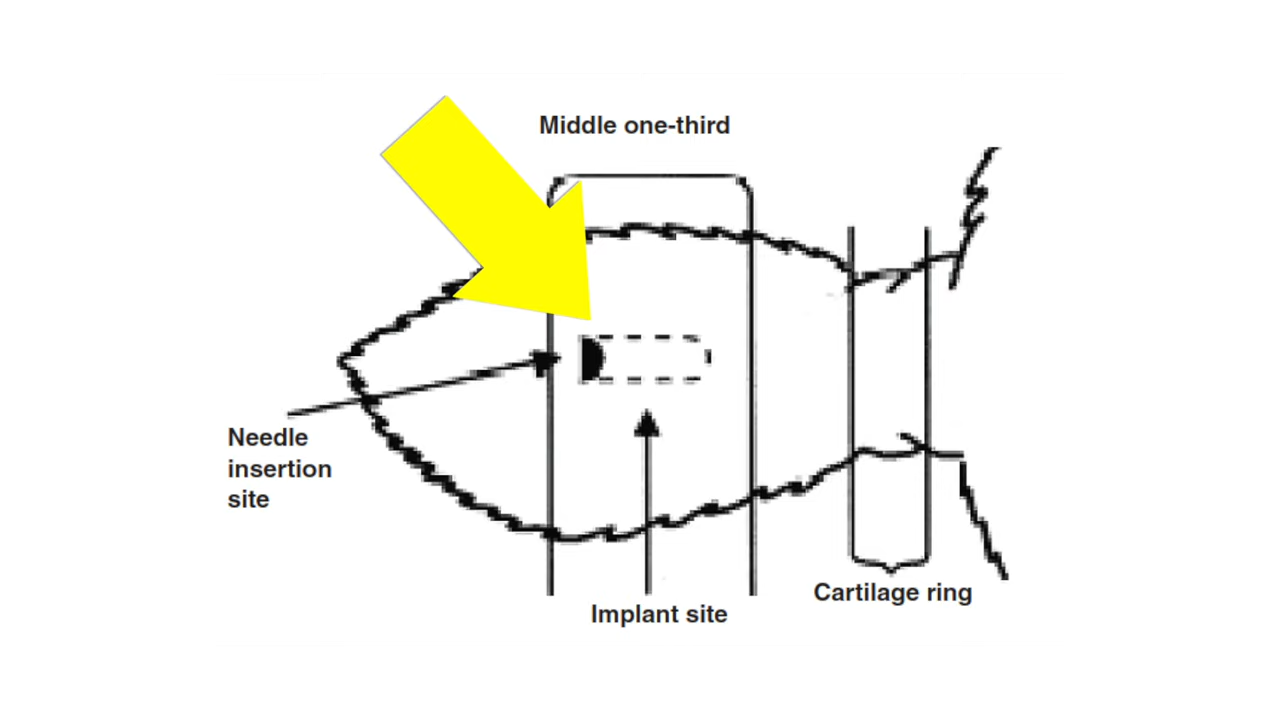 Middle one-third
Needle
insertion
site
Implant site
Cartilage ring